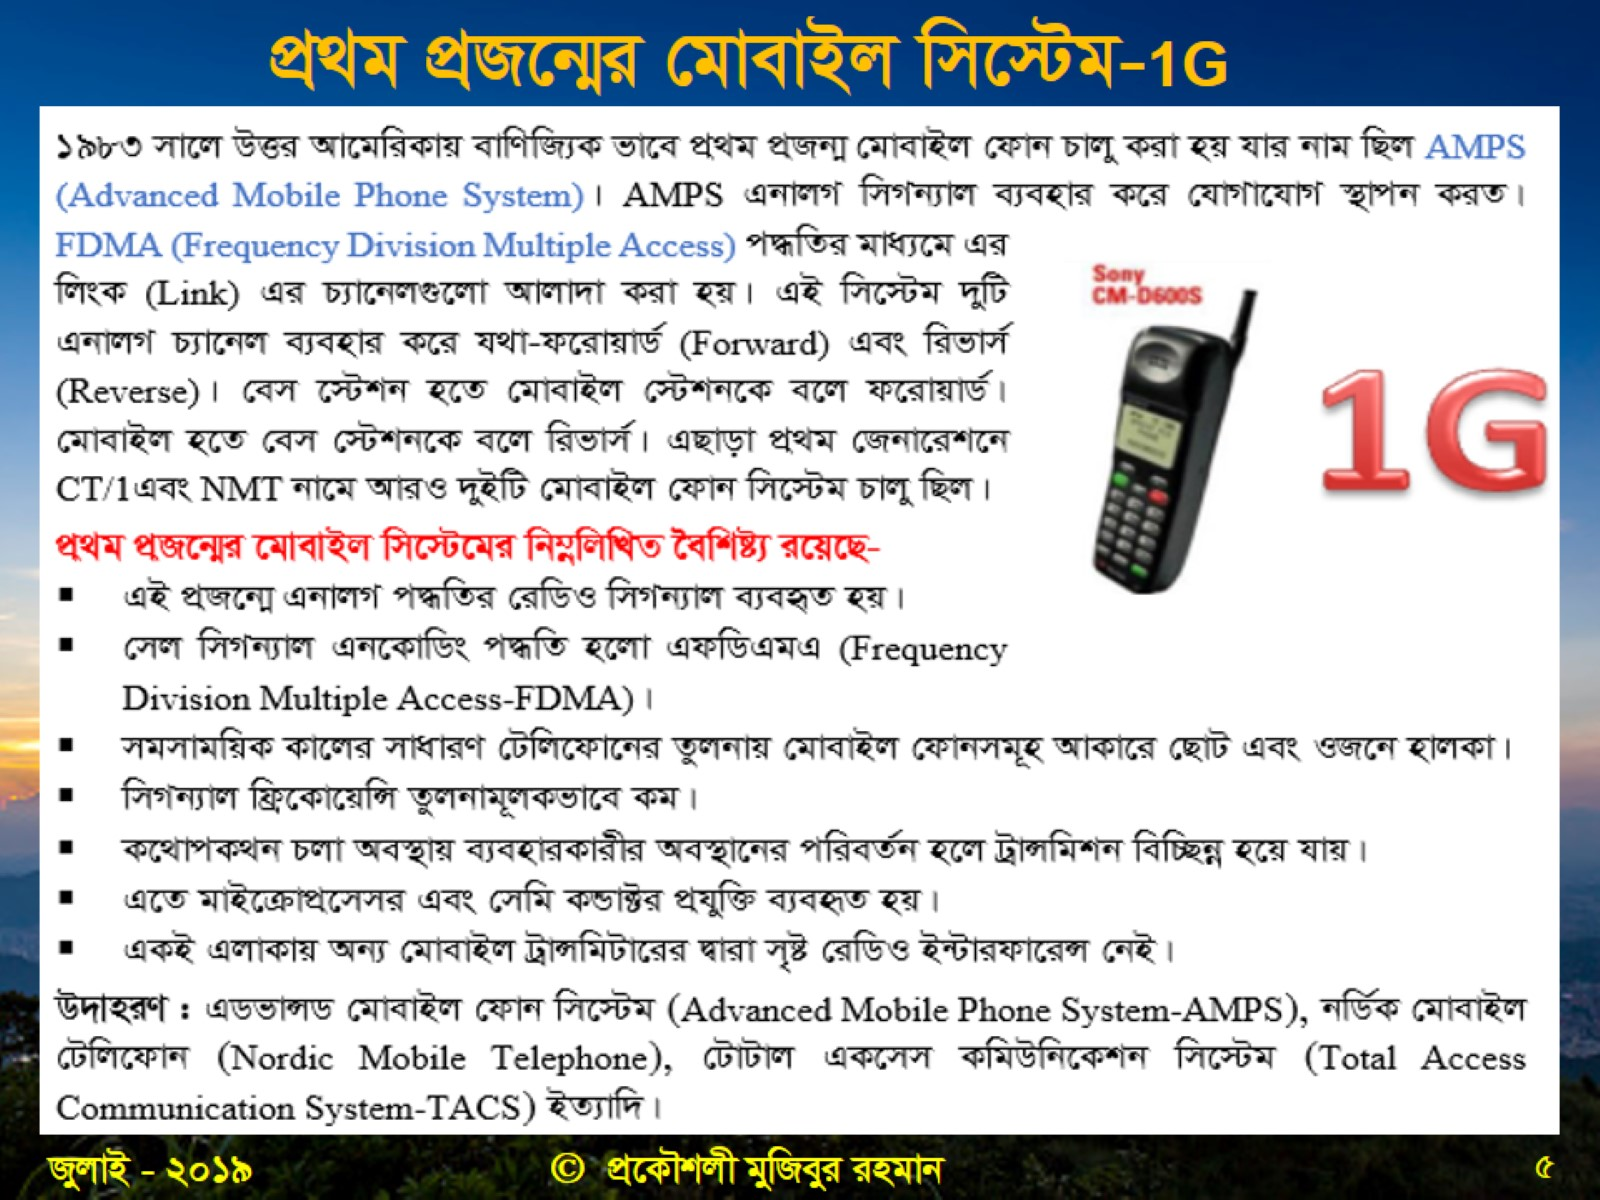 প্রথম প্রজন্মের মোবাইল সিস্টেম-1G
১৯৮৩ সালে উত্তর আমেরিকায় বাণিজ্যিক ভাবে প্রথম প্রজন্ম মোবাইল ফোন চালু করা হয় যার নাম ছিল AMPS
(Advanced Mobile Phone System)। AMPS এনালগ সিগন্যাল ব্যবহার করে যোগাযোগ স্থাপন করত।
FDMA (Frequency Division Multiple Access) পদ্ধতির মাধ্যমে এর
লিংক (Link) এর চ্যানেলগুলো আলাদা করা হয়। এই সিস্টেম দুটি
এনালগ চ্যানেল ব্যবহার করে যথা-ফরোয়ার্ড (Forward) এবং রিভার্স
(Reverse)। বেস স্টেশন হতে মোবাইল স্টেশনকে বলে ফরোয়ার্ড।
মোবাইল হতে বেস স্টেশনকে বলে রিভার্স। এছাড়া প্রথম জেনারেশনে
CT/1এবং NMT নামে আরও দুইটি মোবাইল ফোন সিস্টেম চালু ছিল।
Sony
CM-D600S
1G
প্রথম প্রজন্মের মোবাইল সিস্টেমের নিম্নলিখিত বৈশিষ্ট্য রয়েছে-
▪ এই প্রজন্মে এনালগ পদ্ধতির রেডিও সিগন্যাল ব্যবহৃত হয়।
▪ সেল সিগন্যাল এনকোডিং পদ্ধতি হলো এফডিএমএ (Frequency
Division Multiple Access-FDMA)।
▪ সমসাময়িক কালের সাধারণ টেলিফোনের তুলনায় মোবাইল ফোনসমূহ আকারে ছোট এবং ওজনে হালকা।
▪ সিগন্যাল ফ্রিকোয়েন্সি তুলনামূলকভাবে কম।
▪ কথোপকথন চলা অবস্থায় ব্যবহারকারীর অবস্থানের পরিবর্তন হলে ট্রান্সমিশন বিচ্ছিন্ন হয়ে যায়।
▪ এতে মাইক্রোপ্রসেসর এবং সেমি কন্ডাক্টর প্রযুক্তি ব্যবহৃত হয়।
▪ একই এলাকায় অন্য মোবাইল ট্রান্সমিটারের দ্বারা সৃষ্ট রেডিও ইন্টারফারেন্স নেই।
উদাহরণ : এডভান্সড মোবাইল ফোন সিস্টেম (Advanced Mobile Phone System-AMPS), নর্ডিক মোবাইল
টেলিফোন (Nordic Mobile Telephone), টোটাল একসেস কমিউনিকেশন সিস্টেম (Total Access
Communication System-TACS) ইত্যাদি।
জুলাই - ২০১৯
© প্রকৌশলী মুজিবুর রহমান
৫